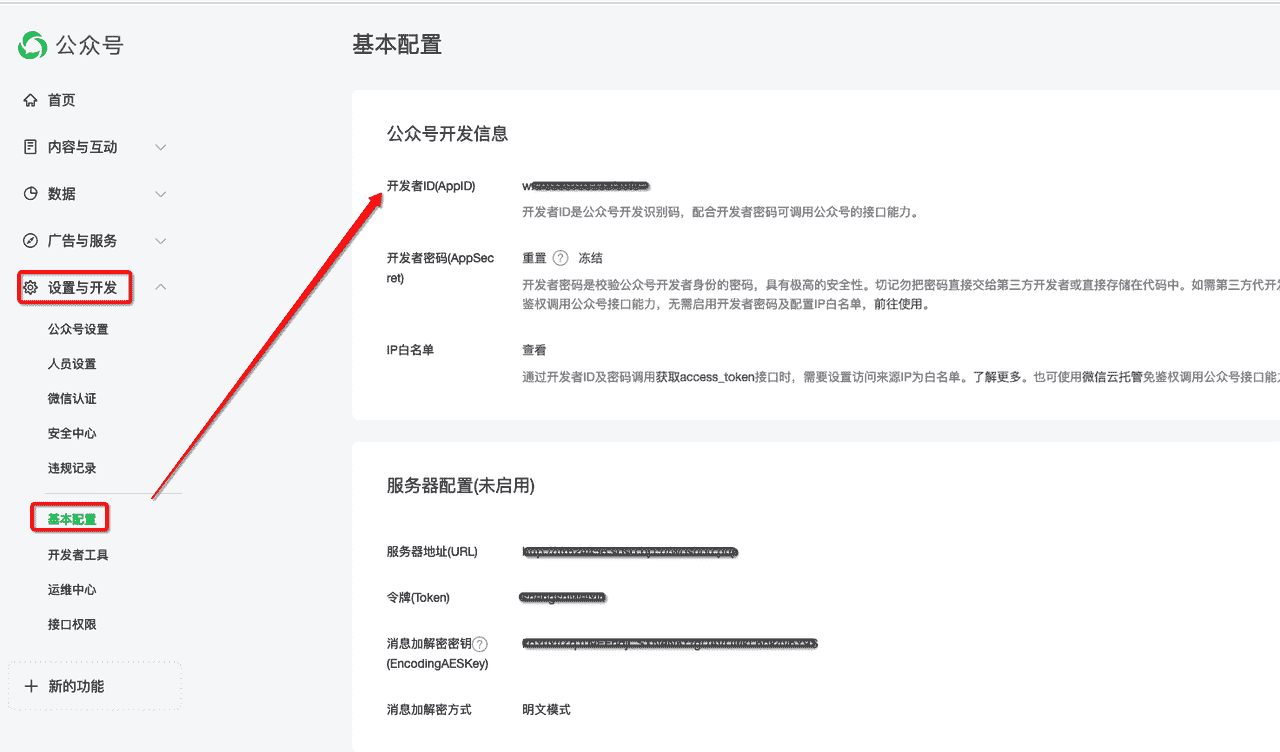 公众号
首页
内容与互动
数据
广告与服务
设置与开发
公众号设置
人员设置
微信认证
安全中心
违规记录
基本配置
开发者工具
运维中心
接口权限
新的功能
基本配置
公众号开发信息
开发者ID(AppID)
开发者ID是公众号开发识别码，配合开发者密码可调用公众号的接口能力。
开发者密码(AppSec
ret)
重置 ? 冻结
开发者密码是校验公众号开发者身份的密码，具有极高的安全性。切记勿把密码直接交给第三方开发者或直接存储在代码中。如需第三方代开发
鉴权调用公众号接口能力，无需启用开发者密码及配置IP白名单，前往使用。
IP白名单
查看
通过开发者ID及密码调用获取access_token接口时，需要设置访问来源IP为白名单。了解更多。也可使用微信云托管免鉴权调用公众号接口能力
服务器配置(未启用)
服务器地址(URL)
令牌(Token)
消息加解密密钥 ?
(EncodingAESKey)
消息加解密方式
明文模式